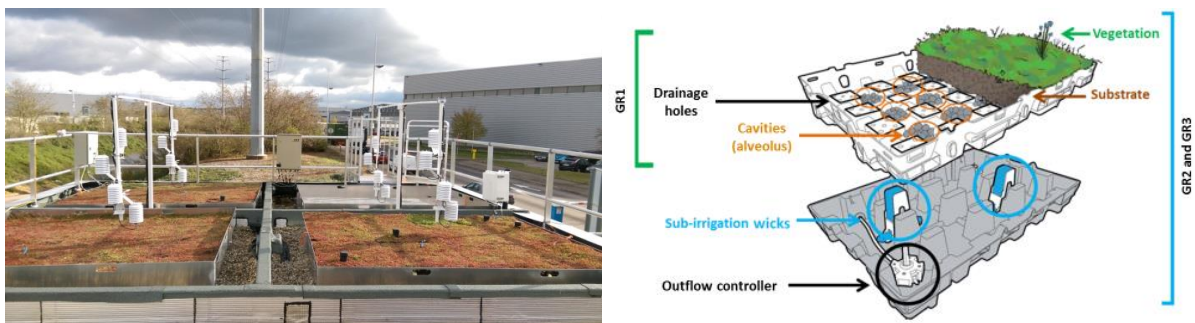 GR1
Drainage
holes
Cavities
(alveolus)
Sub-irrigation wicks
Outflow controller
Vegetation
Substrate
GR2 and GR3